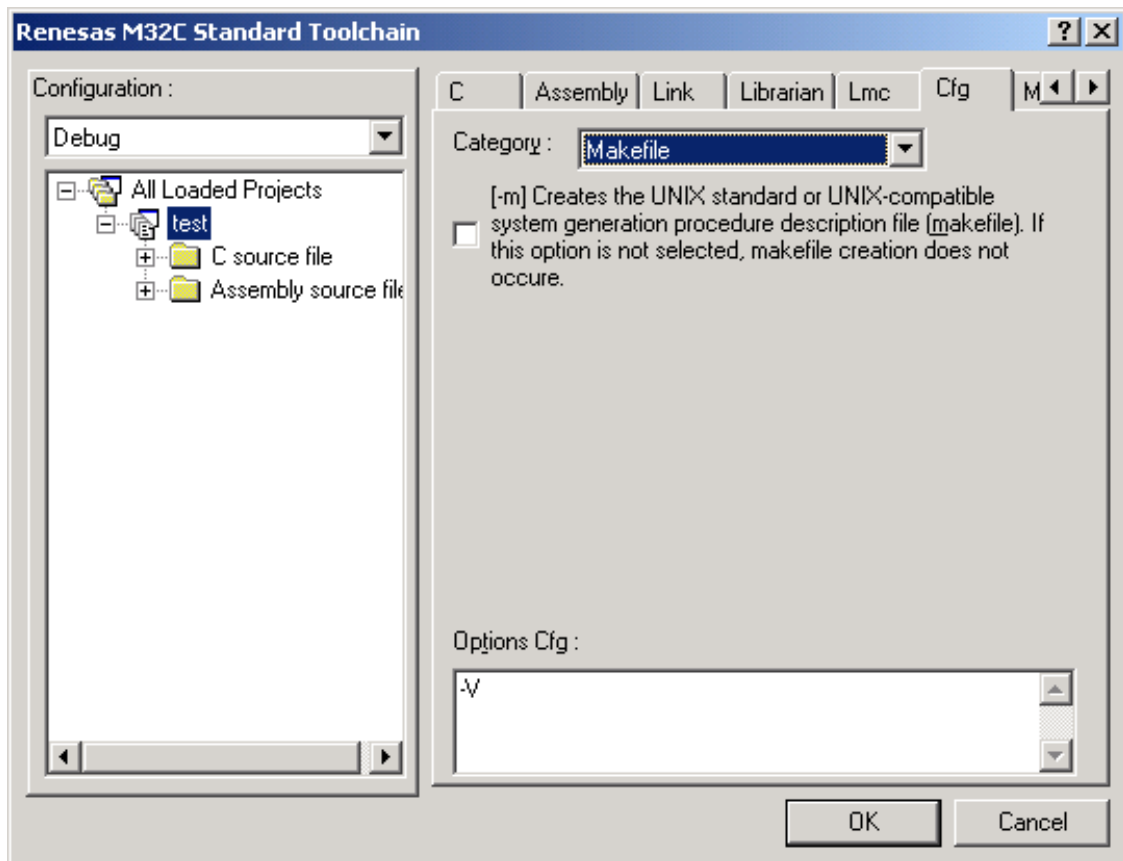 Renesas M32C Standard Toolchain
Configuration :
Debug
All Loaded Projects
test
C source file
Assembly source file
C Assembly Link Librarian Lmc Cfg M
Category : Makefile
[-m] Creates the UNIX standard or UNIX-compatible
system generation procedure description file (makefile). If
this option is not selected, makefile creation does not
occure.
Options Cfg :
-V
OK Cancel